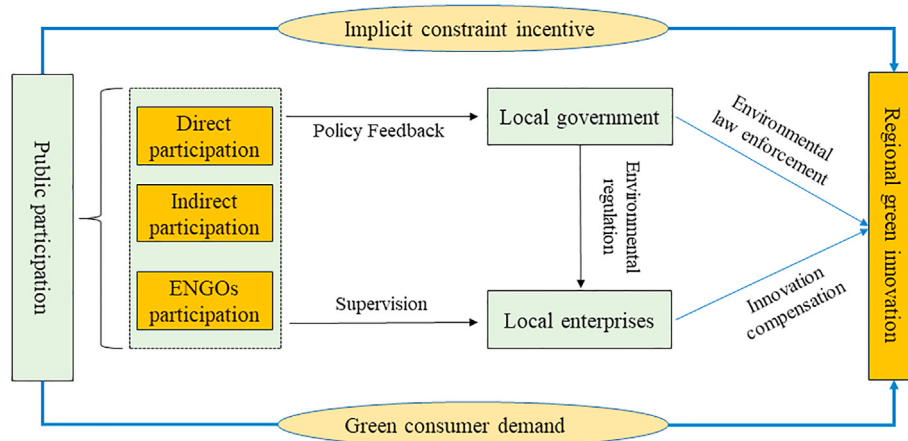 Implicit constraint incentive
Public participation
Direct
participation
Indirect
participation
ENGOs
participation
Policy Feedback
Supervision
Local government
Environmental
regulation
Local enterprises
Environmental
law enforcement
Innovation
compensation
Regional green innovation
Green consumer demand